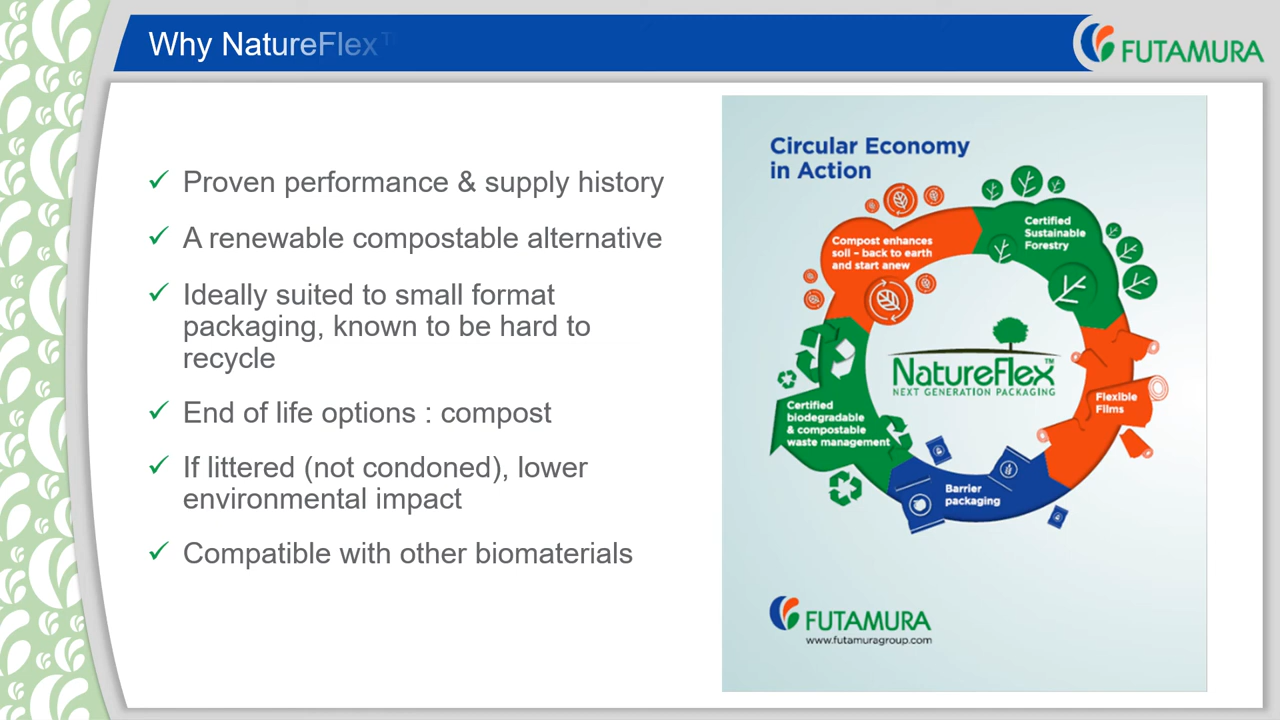 Why NatureFlex™
FUTAMURA
✓ Proven performance & supply history
✓ A renewable compostable alternative
✓ Ideally suited to small format
packaging, known to be hard to
recycle
✓ End of life options : compost
✓ If littered (not condoned), lower
environmental impact
✓ Compatible with other biomaterials
Circular Economy
in Action
Compost enhances
soil – back to earth
and start anew
Certified
Sustainable
Forestry
NatureFlex™
NEXT GENERATION PACKAGING
Flexible
Films
Certified
biodegradable
& compostable
waste management
Barrier
packaging
FUTAMURA
www.futamuragroup.com